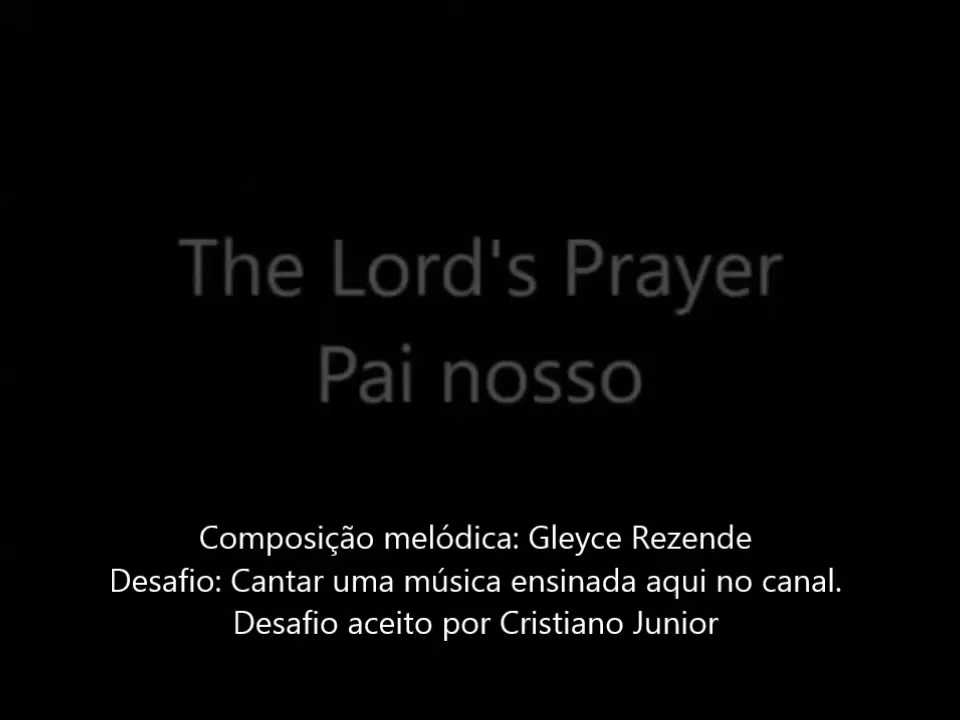 The Lord's Prayer
Pai nosso
Composição melódica: Gleyce Rezende
Desafio: Cantar uma música ensinada aqui no canal.
Desafio aceito por Cristiano Junior